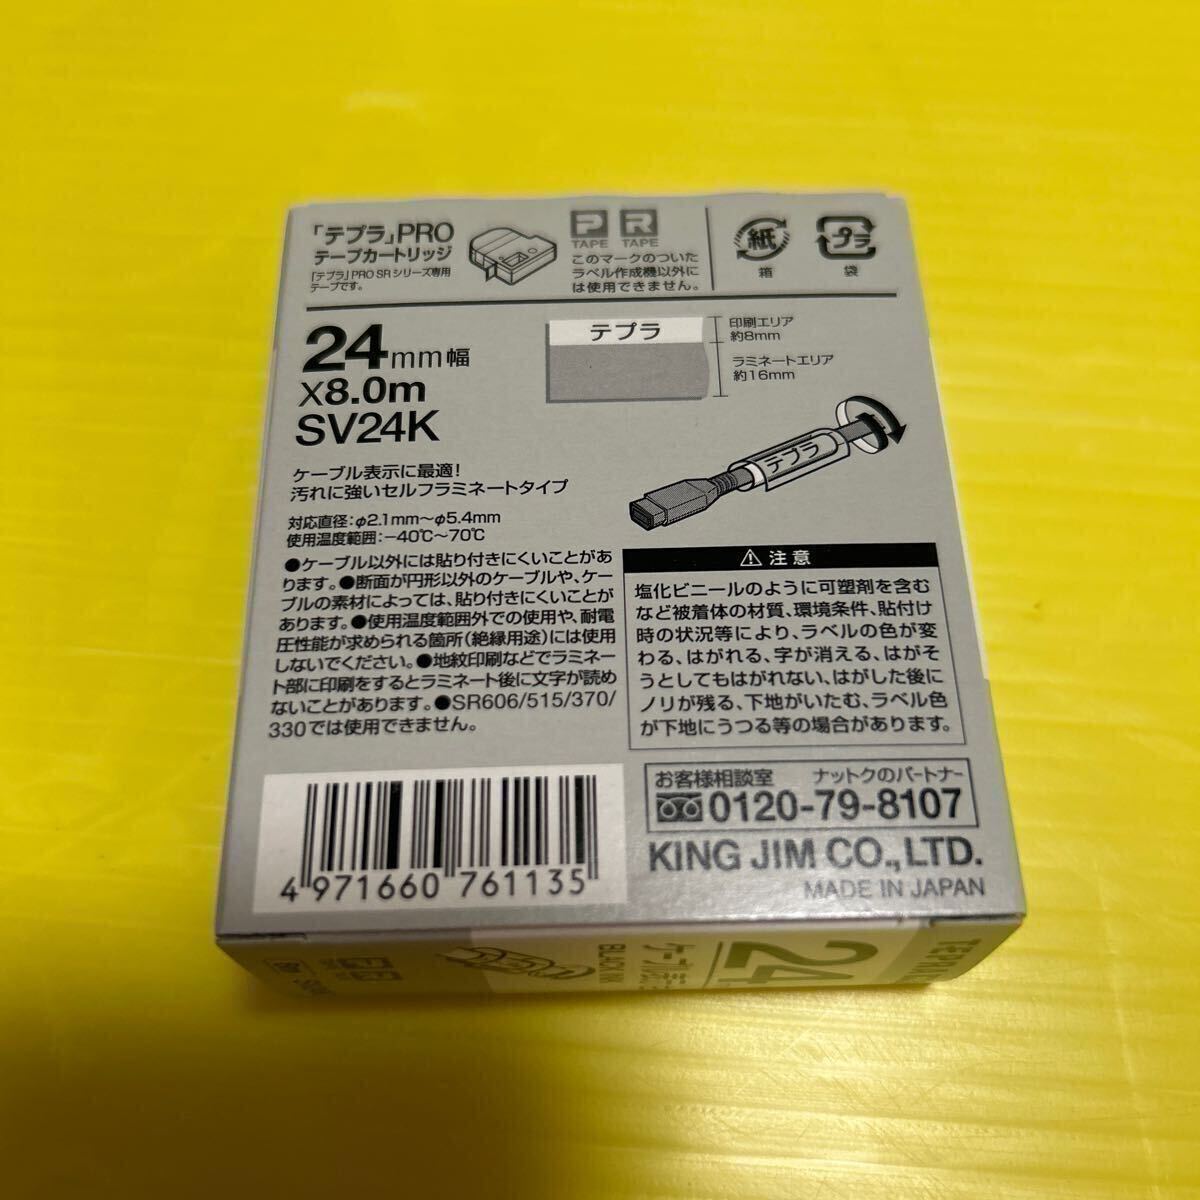 「テプラ」PRO
テープカートリッジ
「テプラ」PRO SRシリーズ専用
テープです。
P TAPE R TAPE
このマークのついた
ラベル作成機以外に
は使用できません。
紙
箱
プラ
袋
24mm幅
X8.0m
SV24K
テプラ
印刷エリア
約8mm
ラミネートエリア
約16mm
テプラ
ケーブル表示に最適!
汚れに強いセルフラミネートタイプ
対応直径:φ2.1mm〜φ5.4mm
使用温度範囲:−40℃〜70℃
●ケーブル以外には貼り付きにくいことがあ
ります。●断面が円形以外のケーブルや、ケー
ブルの素材によっては、貼り付きにくいことが
あります。●使用温度範囲外での使用や、耐電
圧性能が求められる箇所(絶縁用途)には使用
しないでください。●地紋印刷などでラミネー
ト部に印刷をするとラミネート後に文字が読め
ないことがあります。●SR606/515/370/
330では使用できません。
⚠注意
塩化ビニールのように可塑剤を含む
など被着体の材質、環境条件、貼付け
時の状況等により、ラベルの色が変
わる、はがれる、字が消える、はがそ
うとしてもはがれない、はがした後に
ノリが残る、下地がいたむ、ラベル色
が下地にうつる等の場合があります。
お客様相談室 ナットクのパートナー
0120-79-8107
KING JIM CO.,LTD.
MADE IN JAPAN
4 971660 761135
BLACK INK
24